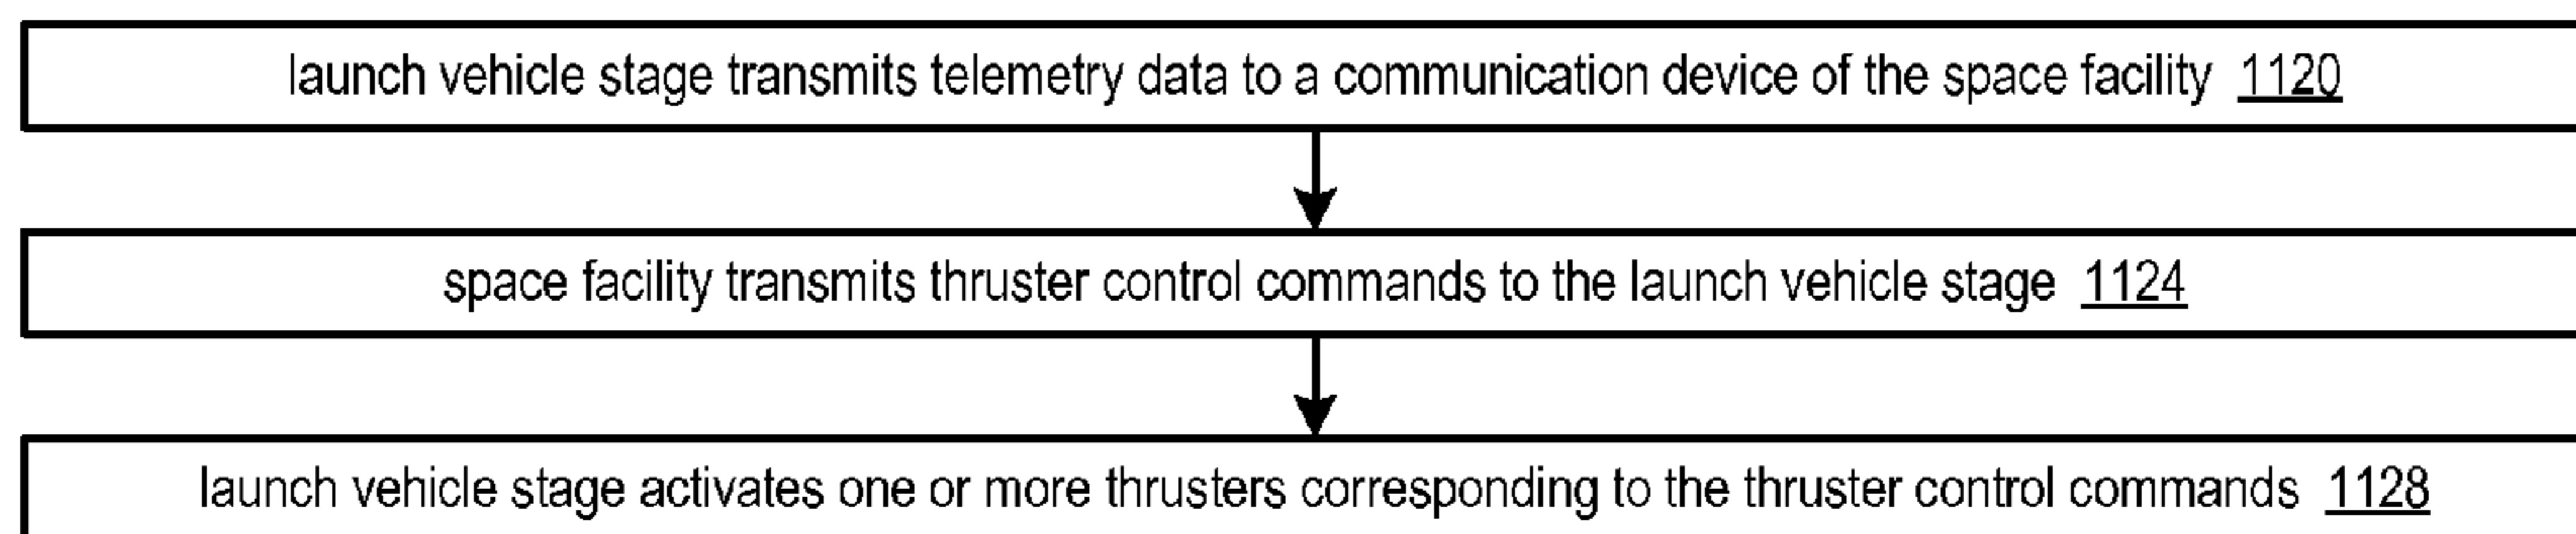 launch vehicle stage transmits telemetry data to a communication device of the space facility 1120
space facility transmits thruster control commands to the launch vehicle stage 1124
launch vehicle stage activates one or more thrusters corresponding to the thruster control commands 1128